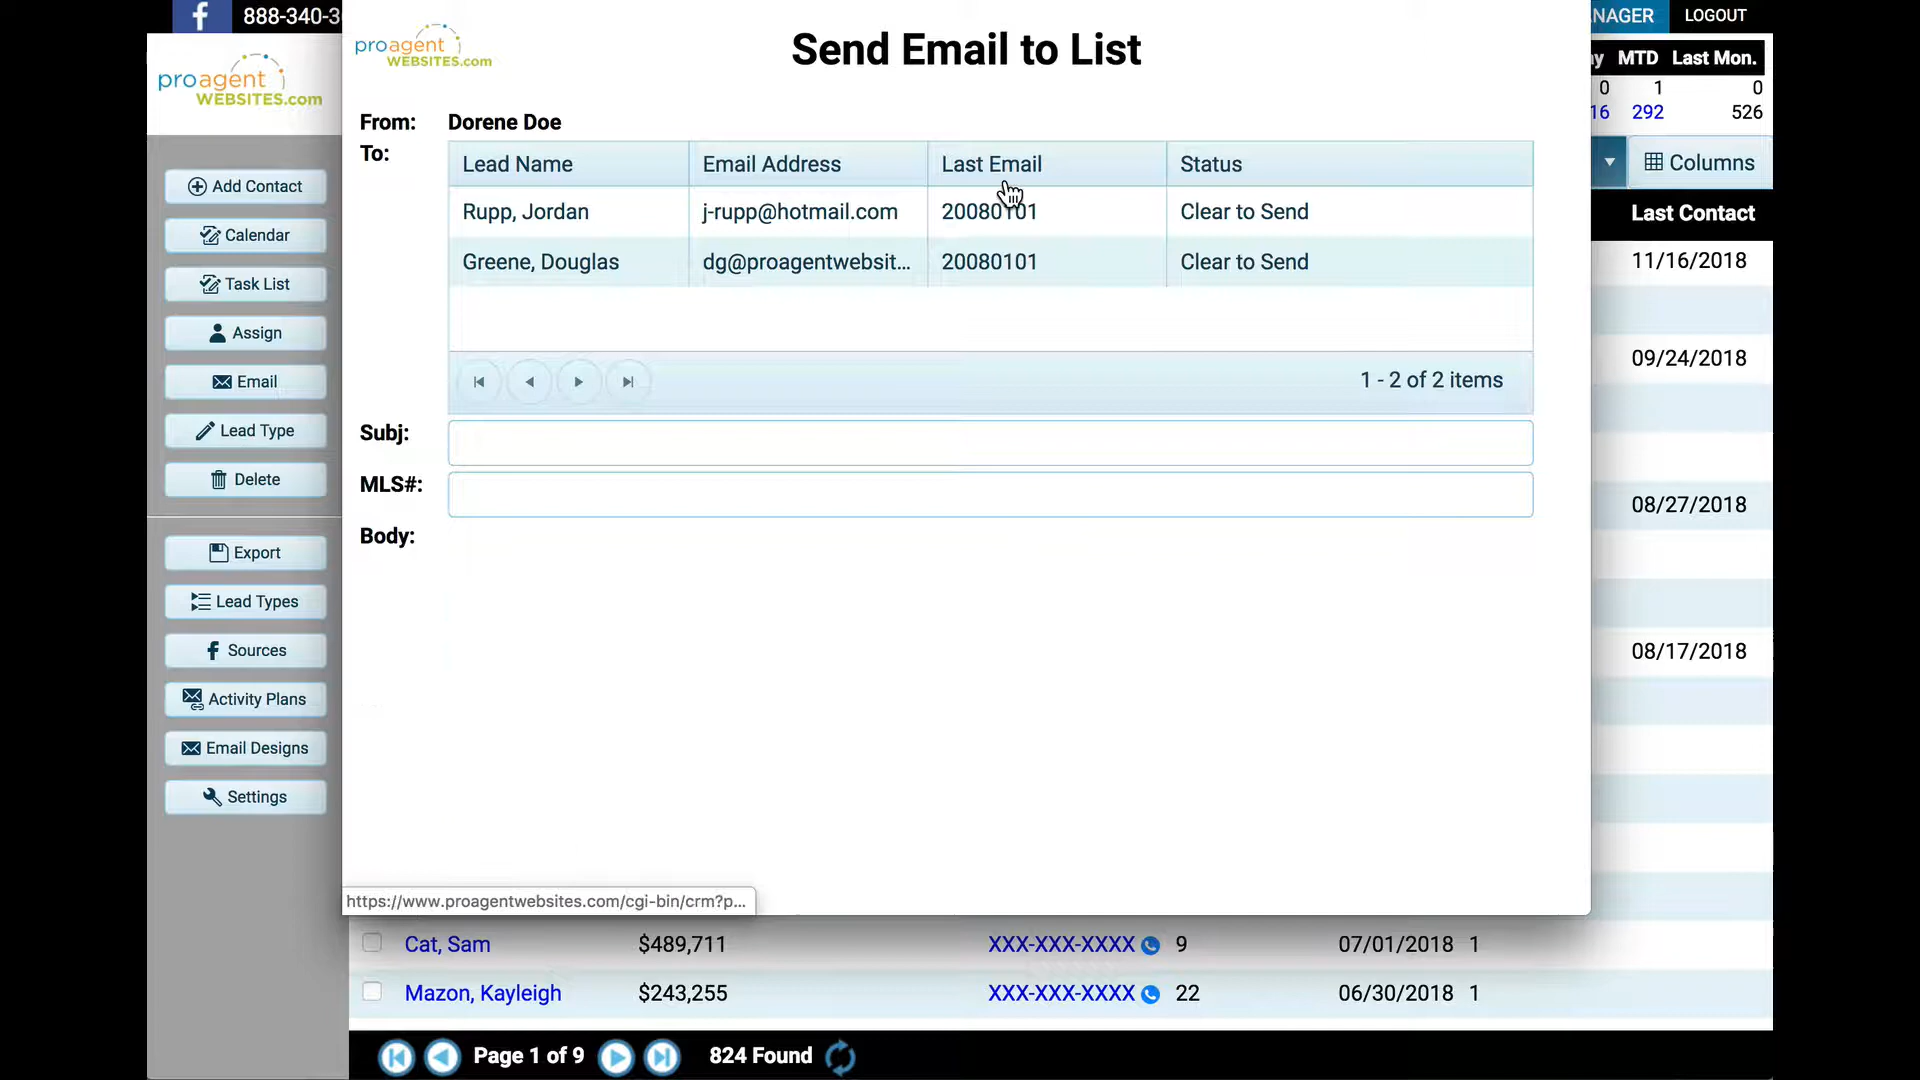 888-340-3
NAGER
LOGOUT
proagent
WEBSITES.com
proagent
WEBSITES.com
Send Email to List
y MTD Last Mon.
0 1 0
16 292 526
Columns
Last Contact
From: Dorene Doe
To:
Lead Name Email Address Last Email Status
Rupp, Jordan j-rupp@hotmail.com 20080101 Clear to Send
Greene, Douglas dg@proagentwebsit... 20080101 Clear to Send
1 - 2 of 2 items
Subj:
MLS#:
Body:
Add Contact
Calendar
Task List
Assign
Email
Lead Type
Delete
Export
Lead Types
Sources
Activity Plans
Email Designs
Settings
11/16/2018
09/24/2018
08/27/2018
08/17/2018
https://www.proagentwebsites.com/cgi-bin/crm?p...
Cat, Sam $489,711 XXX-XXX-XXXX 9 07/01/2018 1
Mazon, Kayleigh $243,255 XXX-XXX-XXXX 22 06/30/2018 1
Page 1 of 9 824 Found